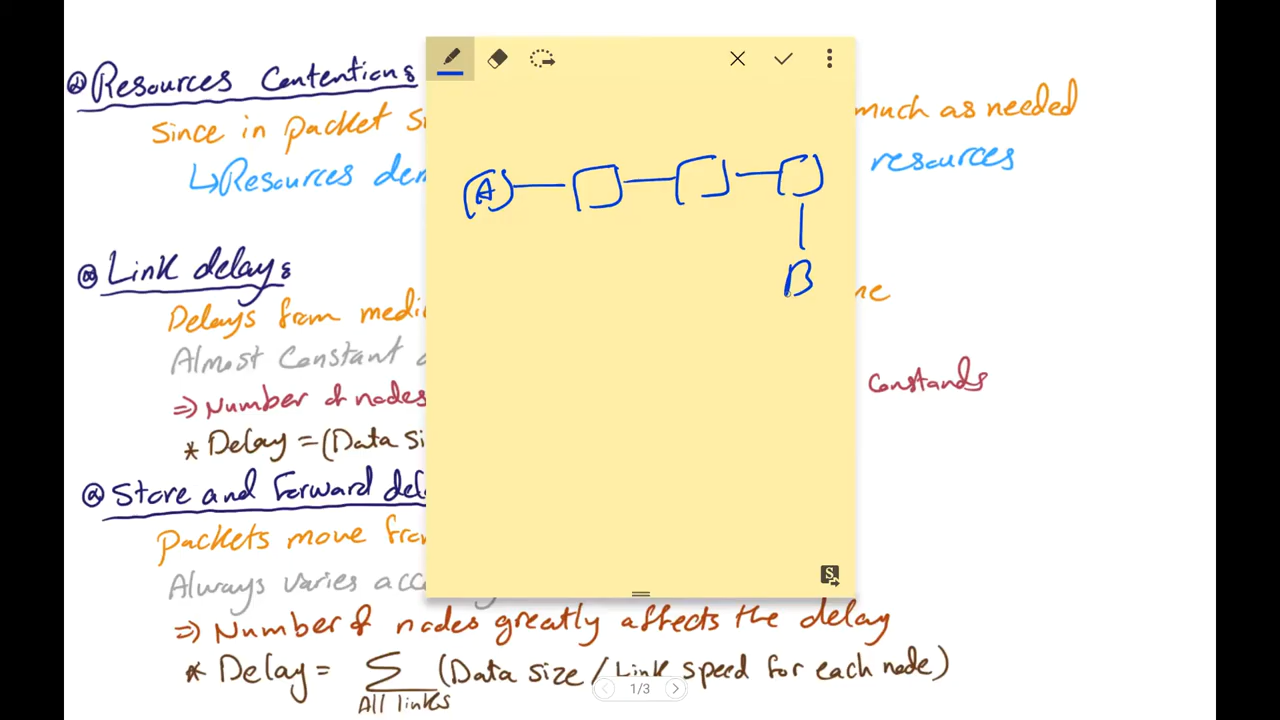 Resources Contentions
Since in packet s much as needed
↳ Resources de resources
Link delays
Delays from medi ne
Almost Constant
⇒ Number of nodes constands
* Delay = (Data si
Store and Forward del
Packets move fro
Always varies acc
⇒ Number of nodes greatly affects the delay
* Delay = Σ (Data size / Link speed for each node)
All links
A
B
1/3